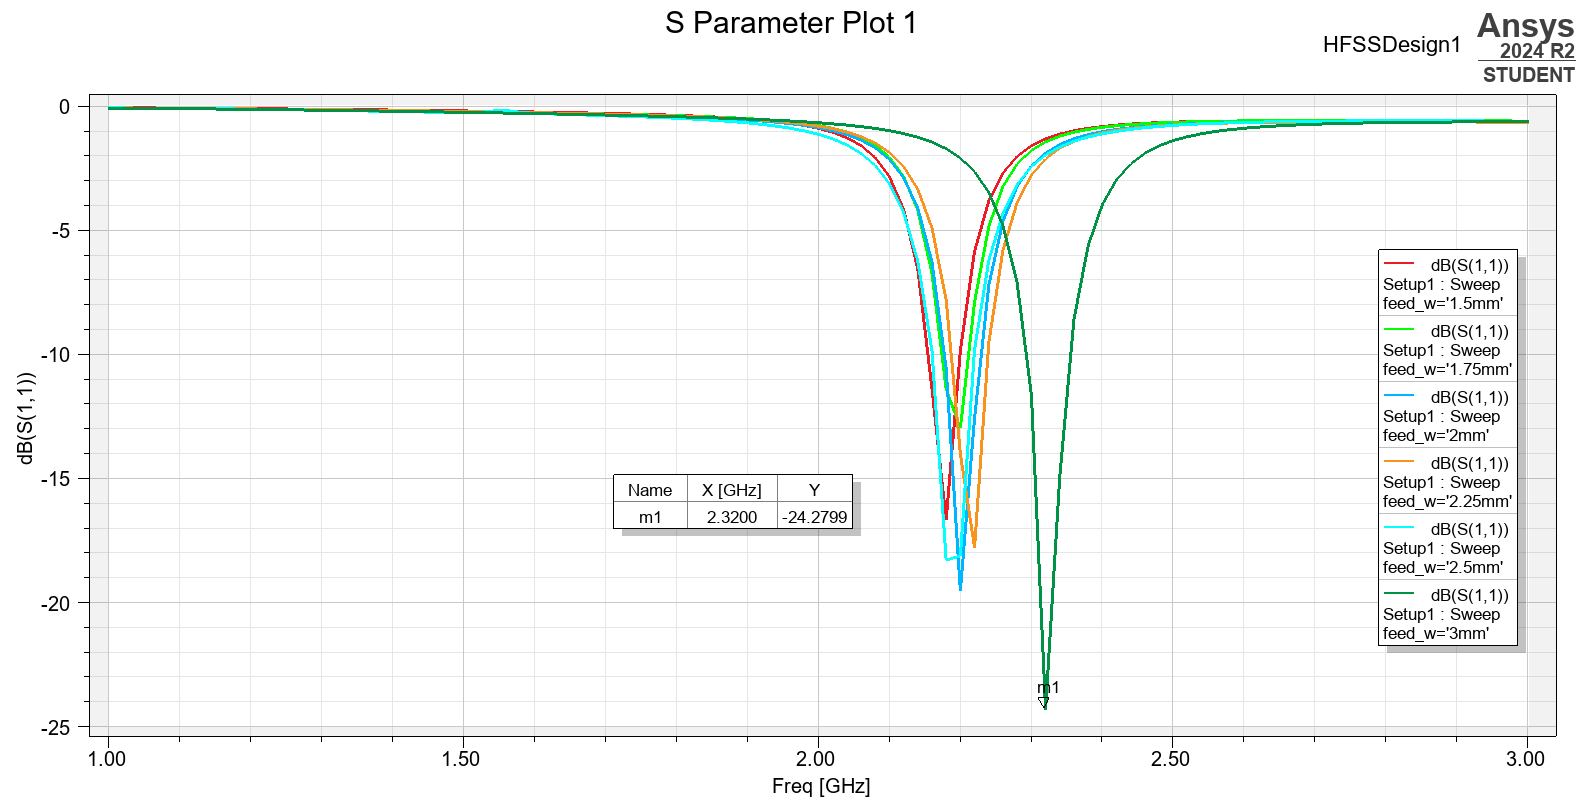 S Parameter Plot 1
HFSSDesign1
Ansys
2024 R2
STUDENT
0
-5
-10
-15
-20
-25
dB(S(1,1))
1.00
1.50
2.00
2.50
3.00
Freq [GHz]
Name X [GHz] Y
m1 2.3200 -24.2799
m1
dB(S(1,1))
Setup1 : Sweep
feed_w='1.5mm'
dB(S(1,1))
Setup1 : Sweep
feed_w='1.75mm'
dB(S(1,1))
Setup1 : Sweep
feed_w='2mm'
dB(S(1,1))
Setup1 : Sweep
feed_w='2.25mm'
dB(S(1,1))
Setup1 : Sweep
feed_w='2.5mm'
dB(S(1,1))
Setup1 : Sweep
feed_w='3mm'